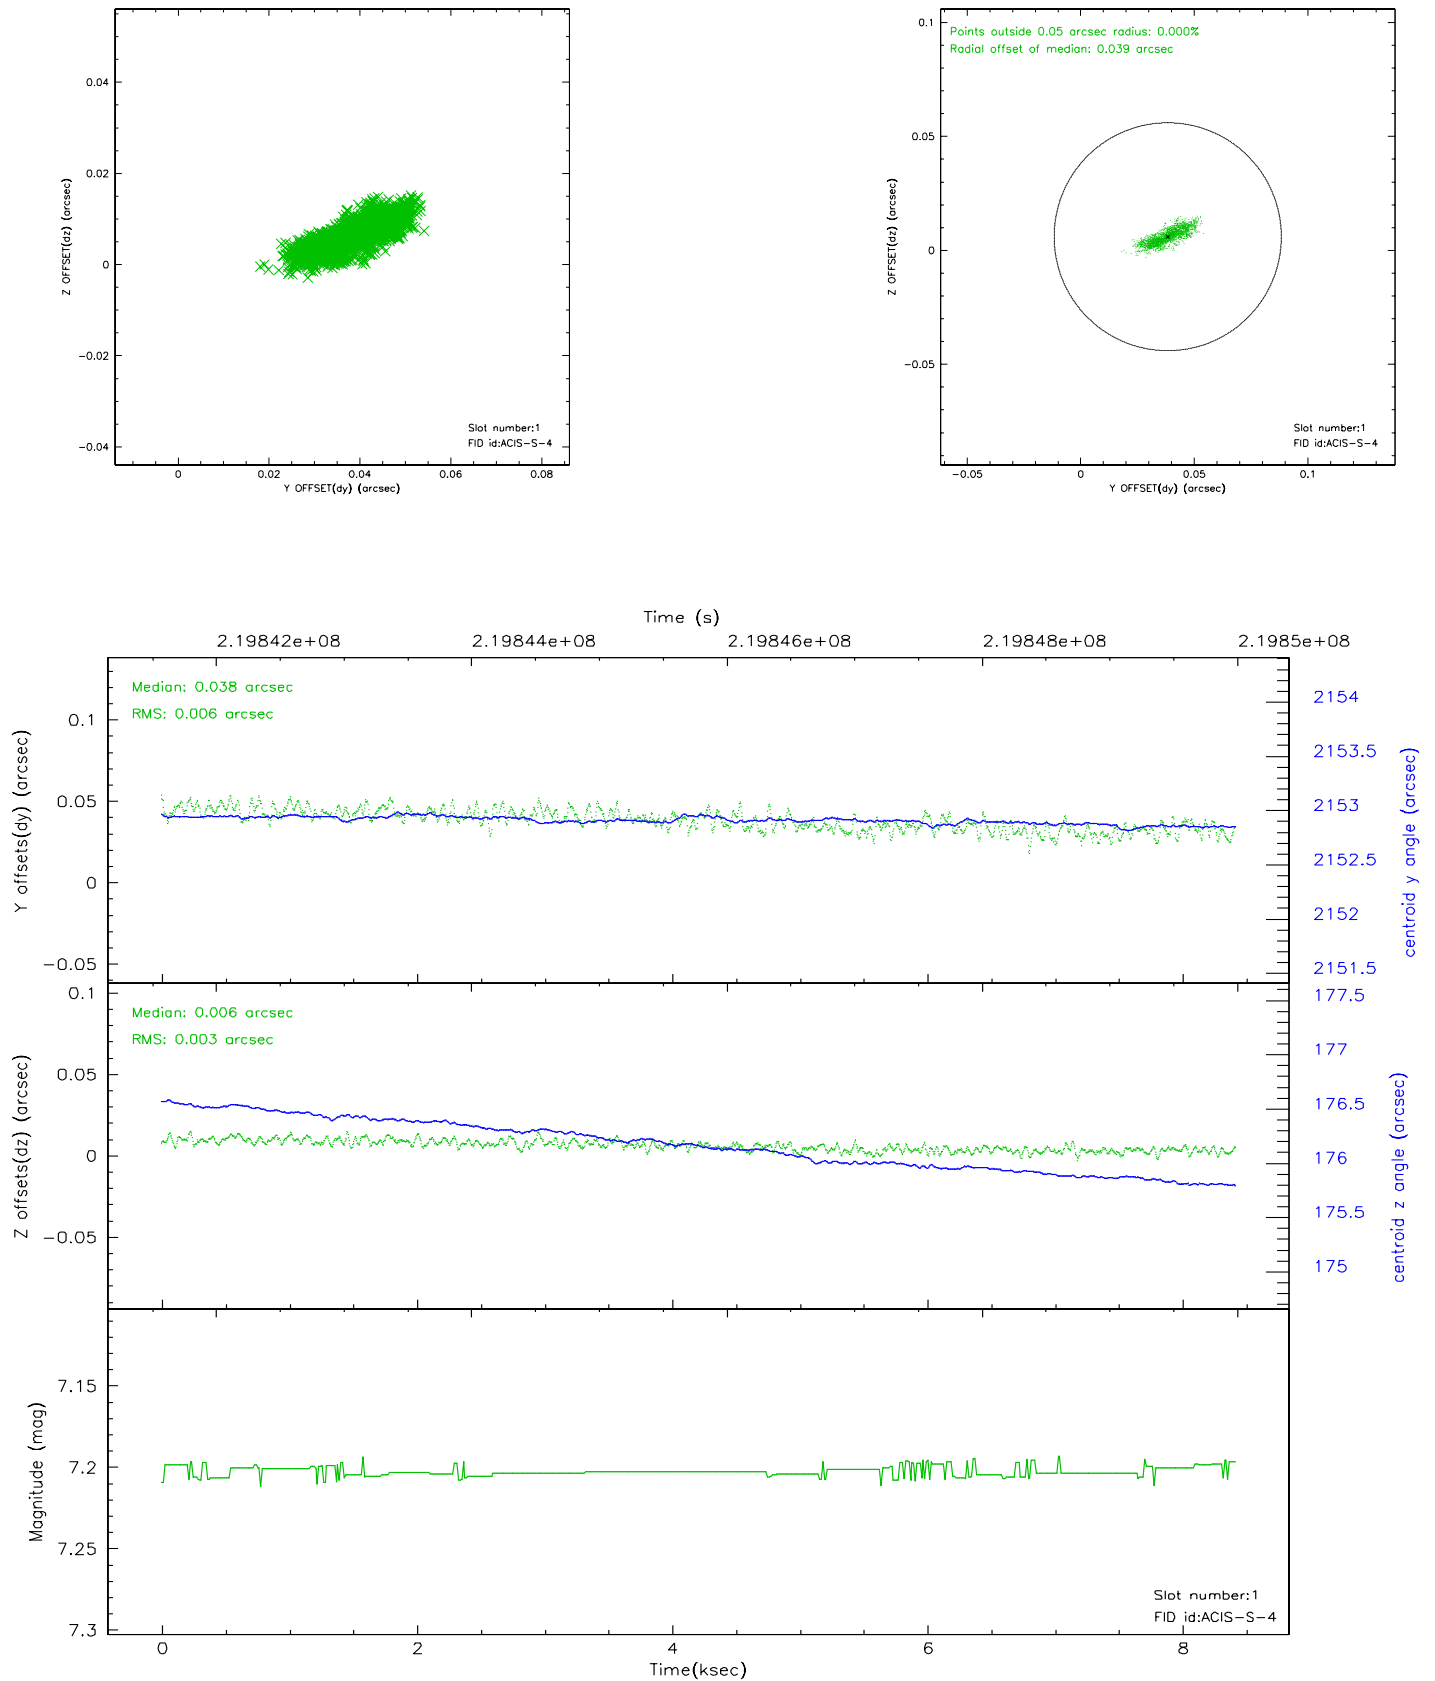 0.04
0.02
0
−0.02
−0.04
Z OFFSET(dz) (arcsec)
Slot number:1
FID id:ACIS−S−4
0 0.02 0.04 0.06 0.08
Y OFFSET(dy) (arcsec)
Points outside 0.05 arcsec radius: 0.000%
Radial offset of median: 0.039 arcsec
0.1
0.05
0
−0.05
Z OFFSET(dz) (arcsec)
Slot number:1
FID id:ACIS−S−4
−0.05 0 0.05 0.1
Y OFFSET(dy) (arcsec)
Time (s)
2.19842e+08 2.19844e+08 2.19846e+08 2.19848e+08 2.1985e+08
Median: 0.038 arcsec
RMS: 0.006 arcsec
0.1
0.05
0
−0.05
Y offsets(dy) (arcsec)
2154
2153.5
2153
2152.5
2152
2151.5
centroid y angle (arcsec)
Median: 0.006 arcsec
RMS: 0.003 arcsec
0.1
0.05
0
−0.05
Z offsets(dz) (arcsec)
177.5
177
176.5
176
175.5
175
centroid z angle (arcsec)
7.15
7.2
7.25
7.3
Magnitude (mag)
Slot number:1
FID id:ACIS−S−4
0 2 4 6 8
Time(ksec)